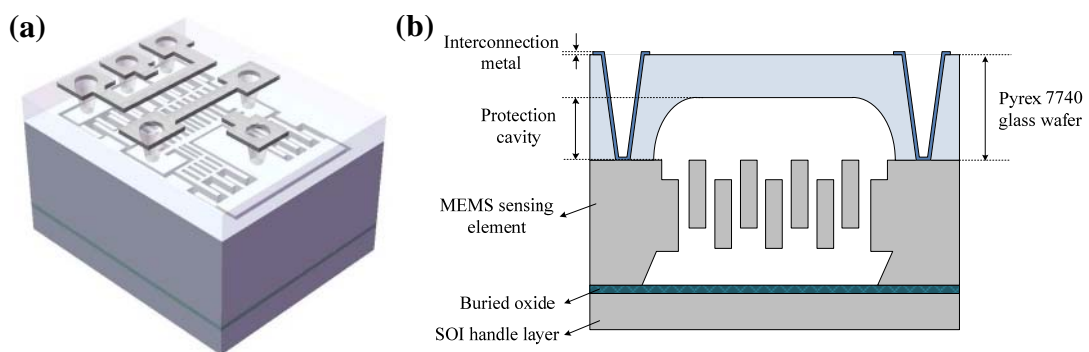 (a)
(b)
Interconnection
metal
Protection
cavity
MEMS sensing
element
Buried oxide
SOI handle layer
Pyrex 7740
glass wafer